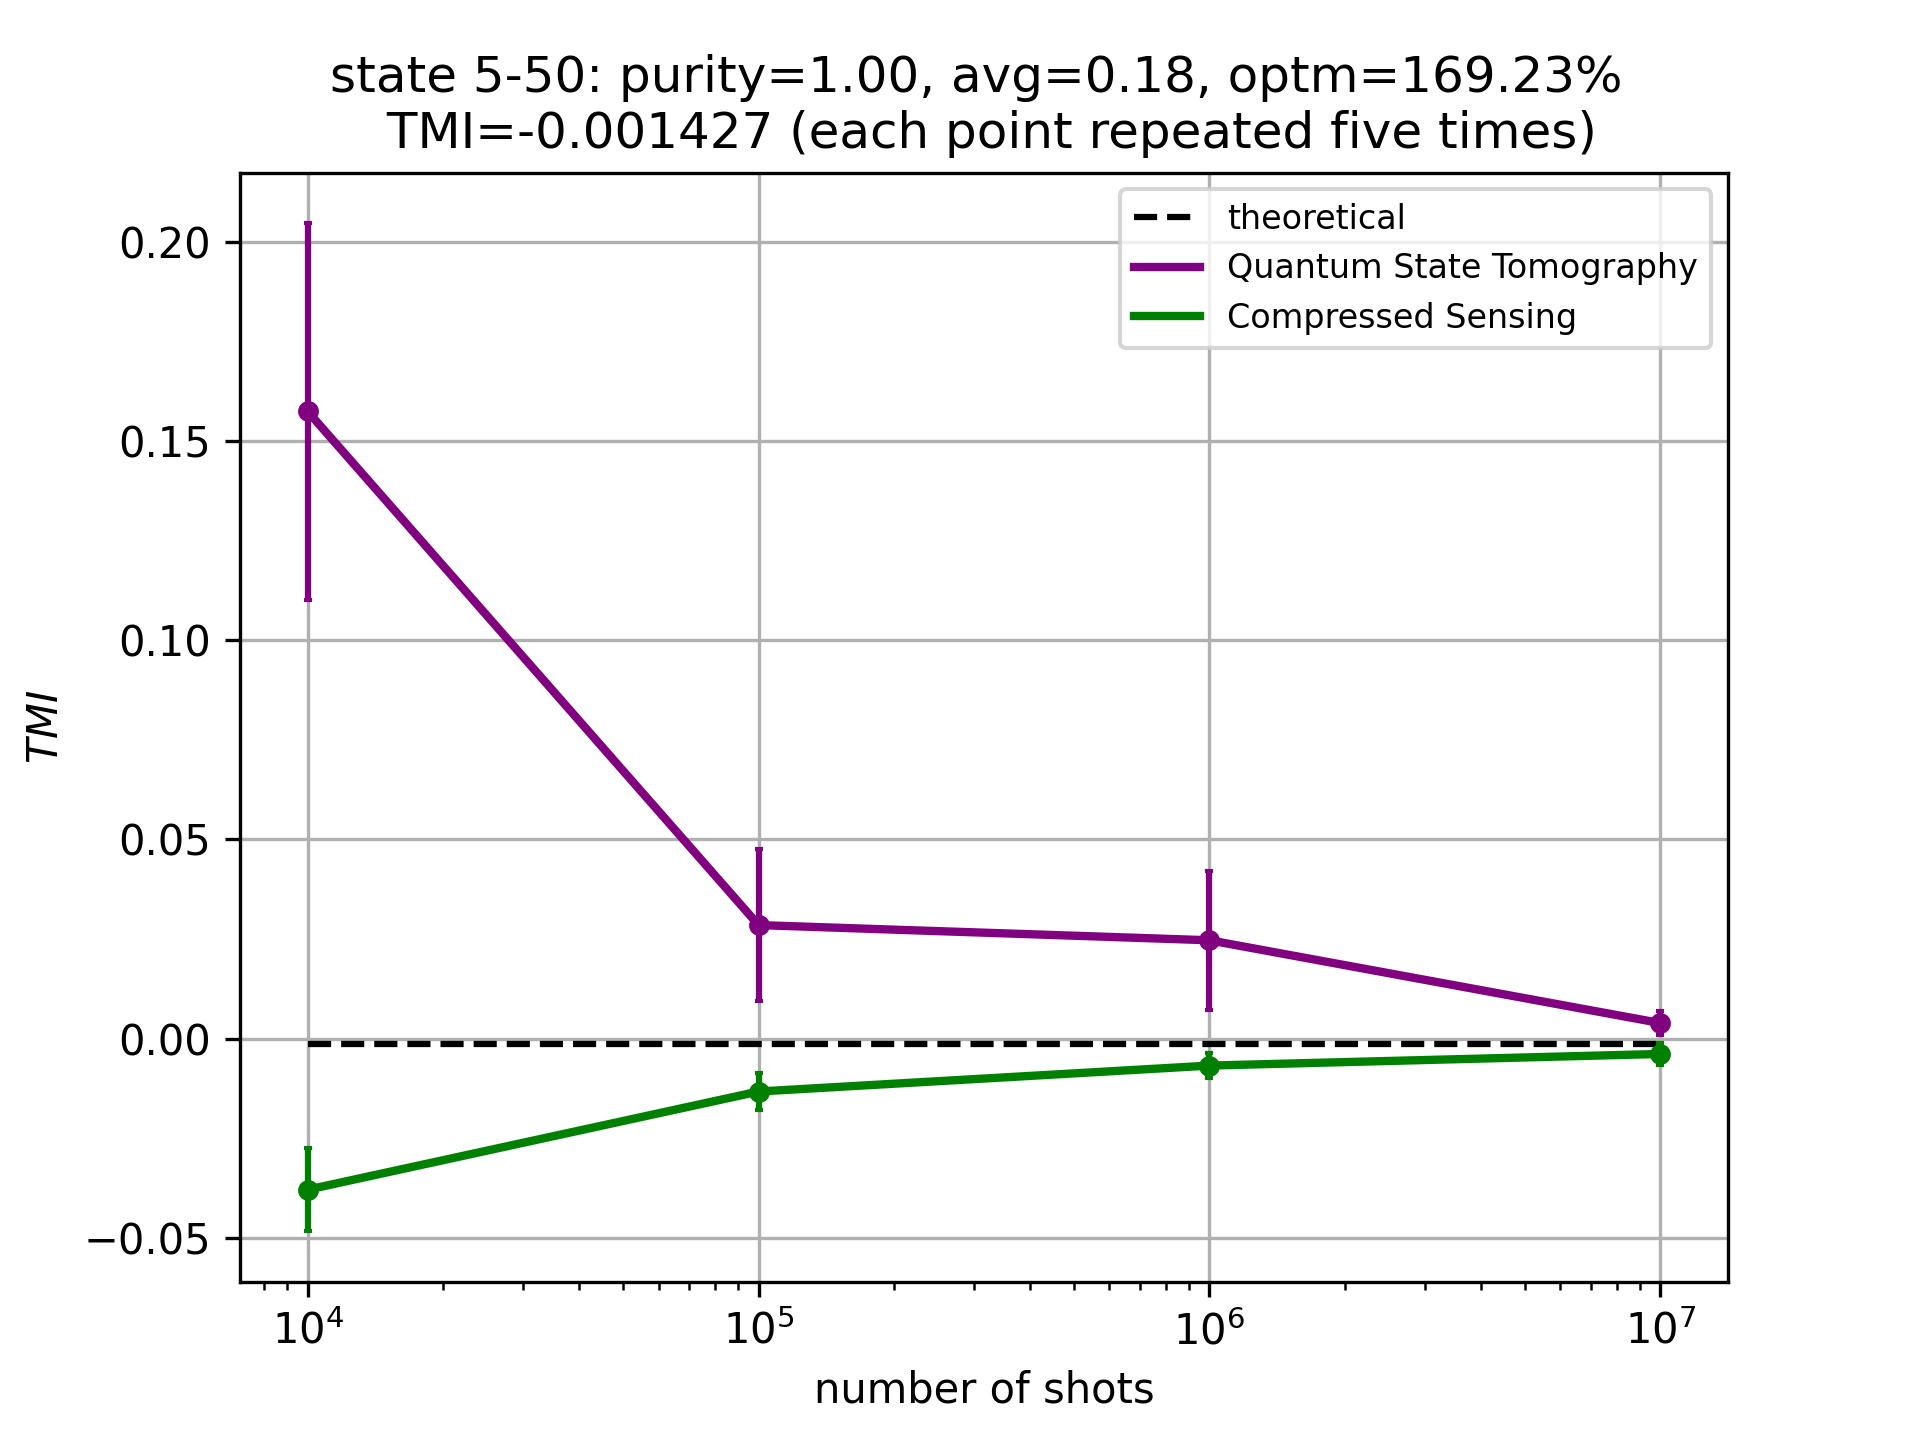 state 5-50: purity=1.00, avg=0.18, optm=169.23%
TMI=-0.001427 (each point repeated five times)
theoretical
Quantum State Tomography
Compressed Sensing
0.20
0.15
0.10
0.05
0.00
−0.05
TMI
10⁴
10⁵
10⁶
10⁷
number of shots